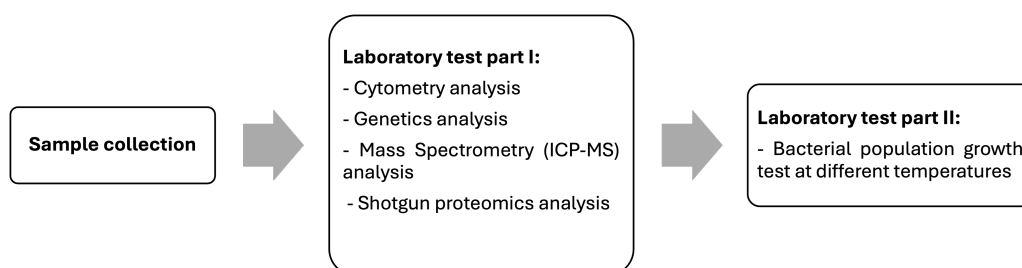 Sample collection
Laboratory test part I:
- Cytometry analysis
- Genetics analysis
- Mass Spectrometry (ICP-MS)
analysis
- Shotgun proteomics analysis
Laboratory test part II:
- Bacterial population growth
test at different temperatures